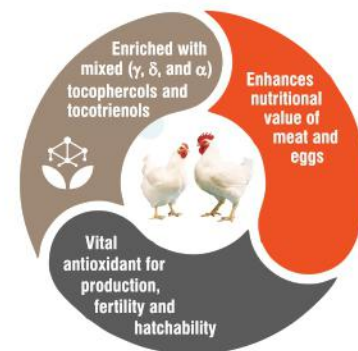 Enriched with
mixed (γ, δ, and α)
tocophercols and
tocotrienols
Enhances
nutritional
value of
meat and
eggs
Vital
antioxidant for
production,
fertility and
hatchability